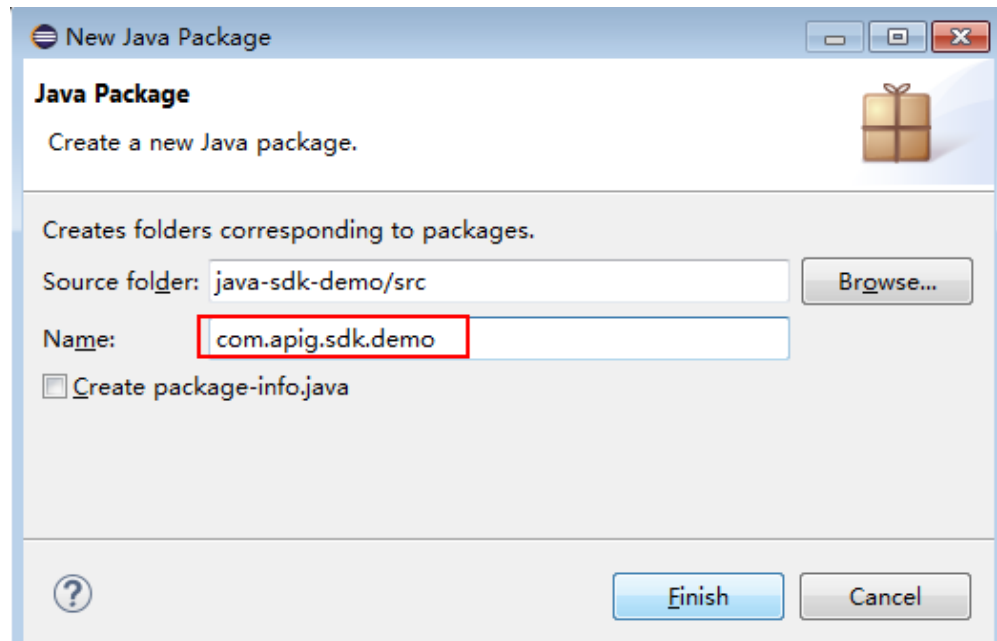 New Java Package
Java Package
Create a new Java package.
Creates folders corresponding to packages.
Source folder: java-sdk-demo/src Browse...
Name: com.apig.sdk.demo
Create package-info.java
? Finish Cancel